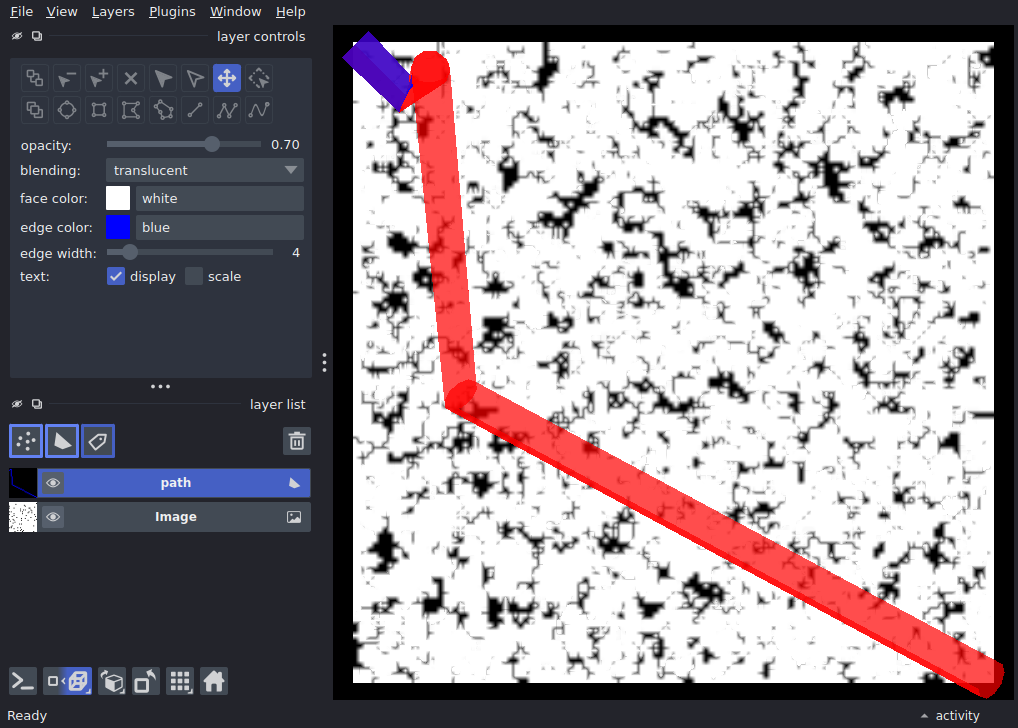 File View Layers Plugins Window Help
layer controls
opacity: 0.70
blending: translucent
face color: white
edge color: blue
edge width: 4
text: display scale
layer list
path
Image
Ready
activity